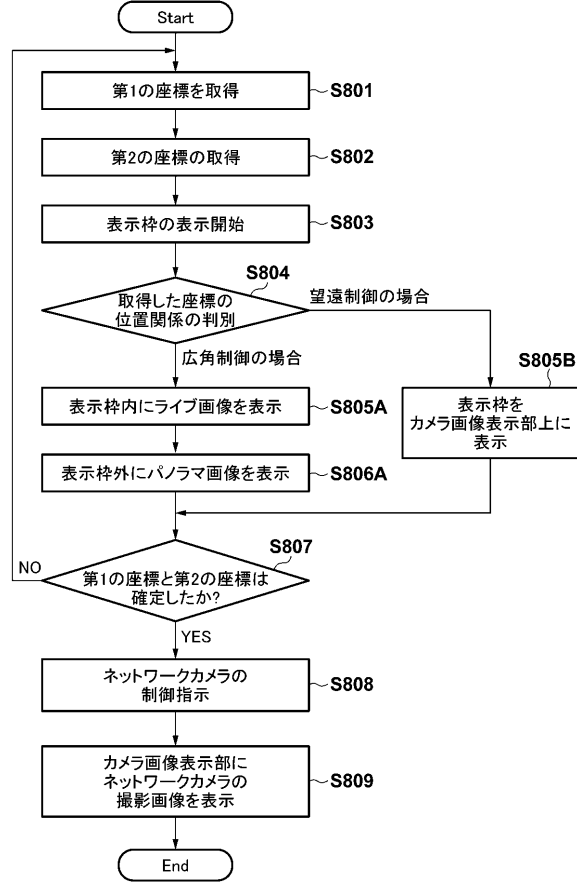 Start
第1の座標を取得
S801
第2の座標の取得
S802
表示枠の表示開始
S803
S804
取得した座標の
位置関係の判別
望遠制御の場合
広角制御の場合
S805B
表示枠を
カメラ画像表示部上に
表示
表示枠内にライブ画像を表示
S805A
表示枠外にパノラマ画像を表示
S806A
S807
NO
第1の座標と第2の座標は
確定したか?
YES
ネットワークカメラの
制御指示
S808
カメラ画像表示部に
ネットワークカメラの
撮影画像を表示
S809
End